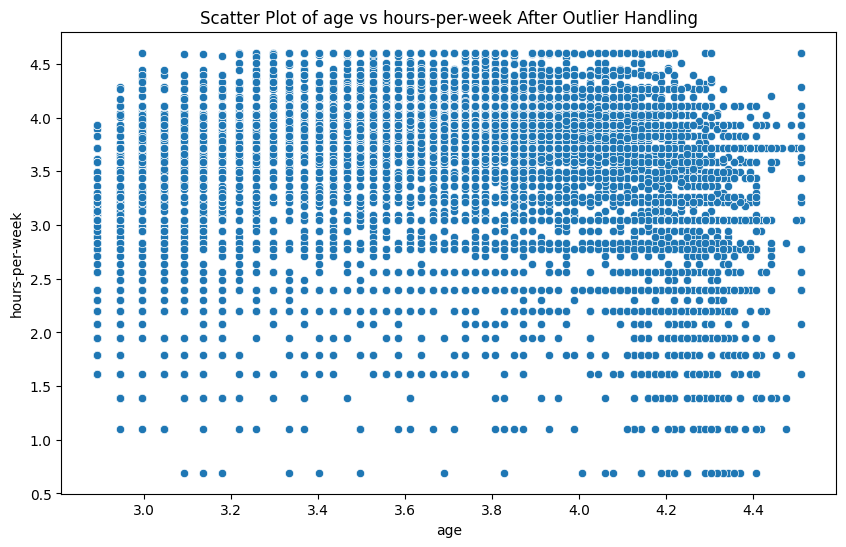 Scatter Plot of age vs hours-per-week After Outlier Handling
4.5
4.0
3.5
3.0
2.5
2.0
1.5
1.0
0.5
hours-per-week
3.0 3.2 3.4 3.6 3.8 4.0 4.2 4.4
age